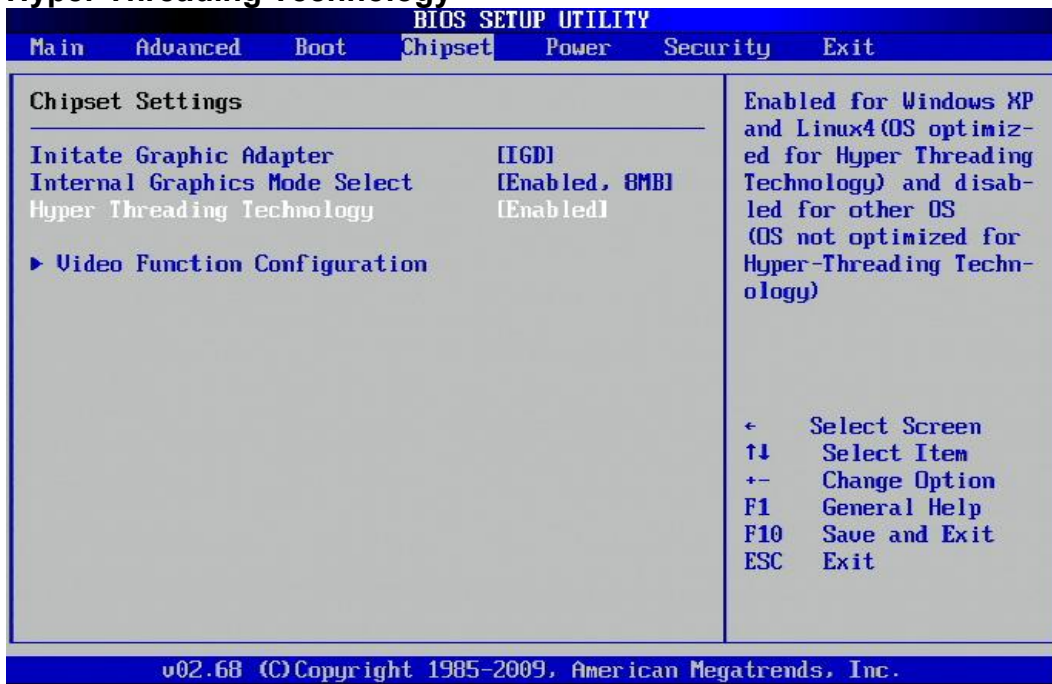 Hyper Threading Technology
BIOS SETUP UTILITY
Main Advanced Boot Chipset Power Security Exit
Chipset Settings
Initate Graphic Adapter [IGD]
Internal Graphics Mode Select [Enabled, 8MB]
Hyper Threading Technology [Enabled]
▶ Video Function Configuration
Enabled for Windows XP
and Linux4(OS optimiz-
ed for Hyper Threading
Technology) and disab-
led for other OS
(OS not optimized for
Hyper-Threading Techn-
ology)
← Select Screen
↑↓ Select Item
+- Change Option
F1 General Help
F10 Save and Exit
ESC Exit
v02.68 (C)Copyright 1985-2009, American Megatrends, Inc.